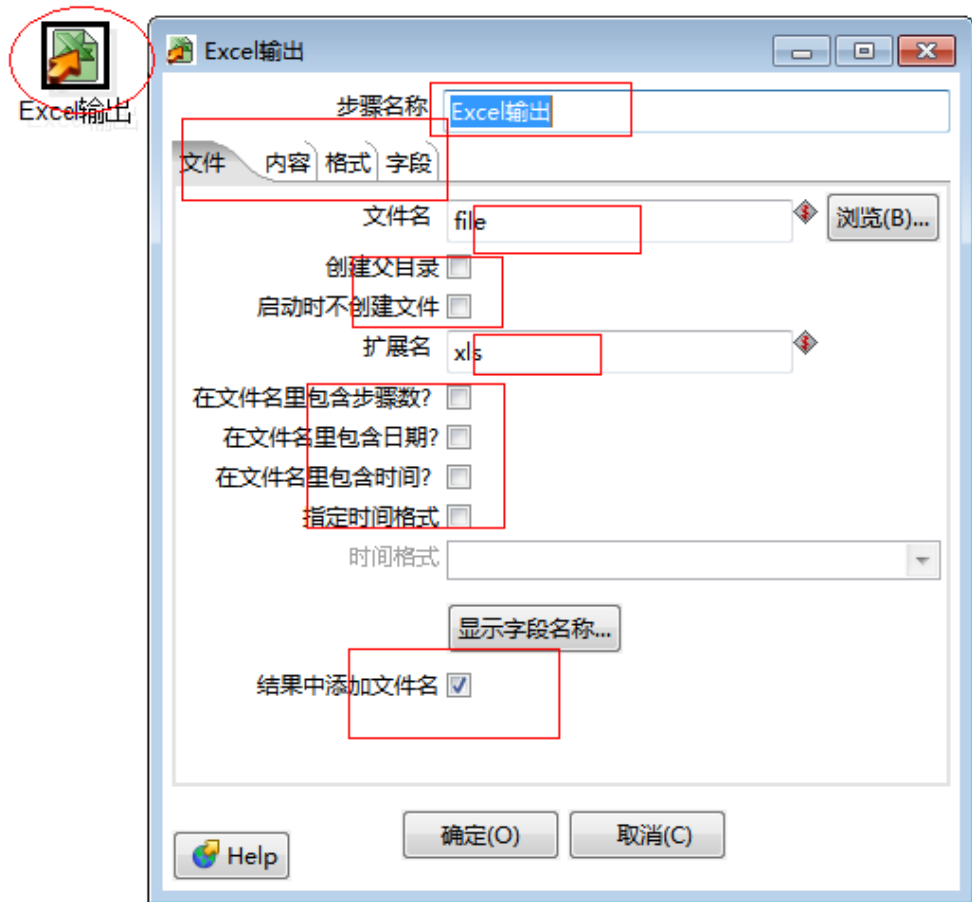 Excel输出
Excel输出
步骤名称 Excel输出
文件 内容 格式 字段
文件名 file 浏览(B)...
创建父目录
启动时不创建文件
扩展名 xls
在文件名里包含步骤数?
在文件名里包含日期?
在文件名里包含时间?
指定时间格式
时间格式
显示字段名称...
结果中添加文件名
确定(O) 取消(C)
Help